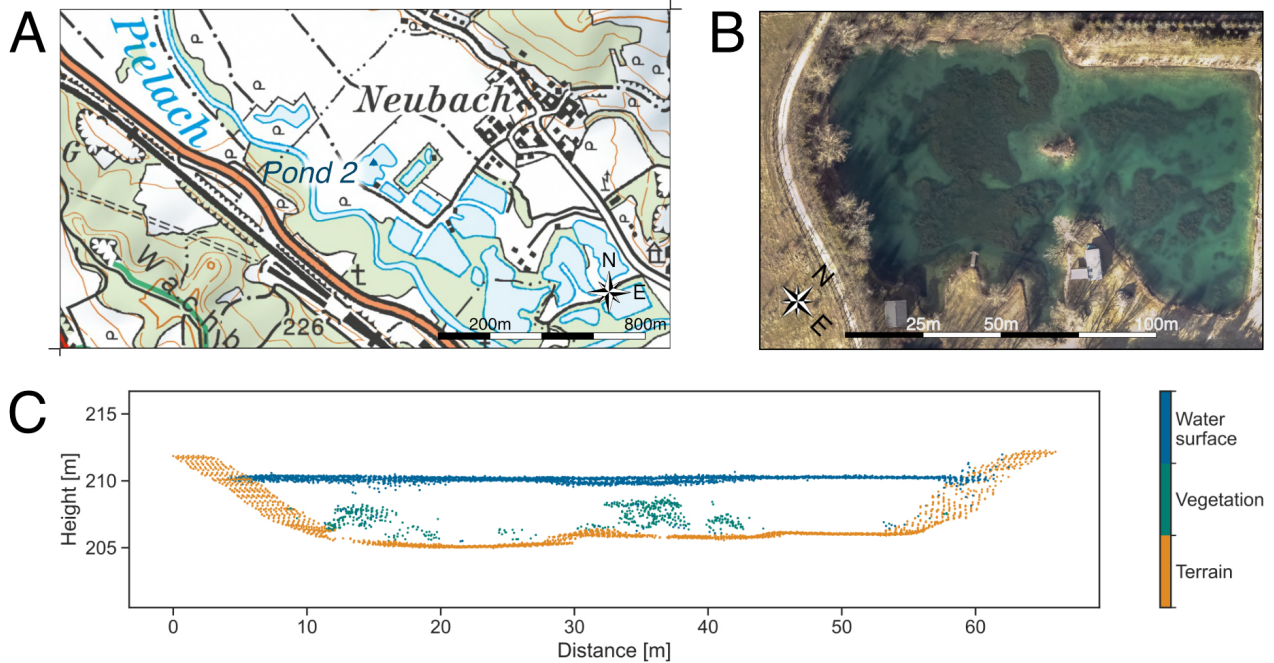 A
Pielach
Neubach
Pond 2
G
Wachb
t
226
N
E
200m
800m
B
N
E
25m
50m
100m
C
215
210
205
Height [m]
0
10
20
30
40
50
60
Distance [m]
Water
surface
Vegetation
Terrain